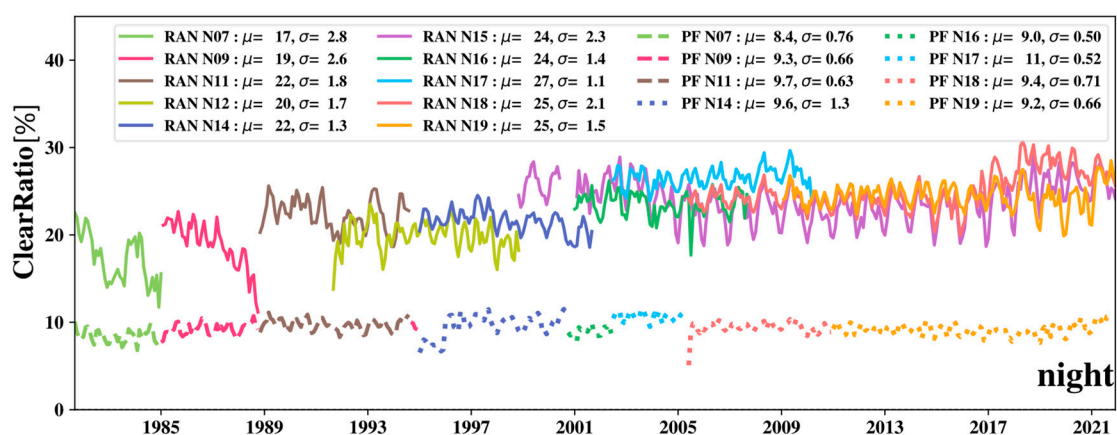 RAN N07 : μ= 17, σ= 2.8 RAN N15 : μ= 24, σ= 2.3 PF N07 : μ= 8.4, σ= 0.76 PF N16 : μ= 9.0, σ= 0.50
RAN N09 : μ= 19, σ= 2.6 RAN N16 : μ= 24, σ= 1.4 PF N09 : μ= 9.3, σ= 0.66 PF N17 : μ= 11, σ= 0.52
RAN N11 : μ= 22, σ= 1.8 RAN N17 : μ= 27, σ= 1.1 PF N11 : μ= 9.7, σ= 0.63 PF N18 : μ= 9.4, σ= 0.71
RAN N12 : μ= 20, σ= 1.7 RAN N18 : μ= 25, σ= 2.1 PF N14 : μ= 9.6, σ= 1.3 PF N19 : μ= 9.2, σ= 0.66
RAN N14 : μ= 22, σ= 1.3 RAN N19 : μ= 25, σ= 1.5
ClearRatio[%]
40
30
20
10
0
night
1985 1989 1993 1997 2001 2005 2009 2013 2017 2021